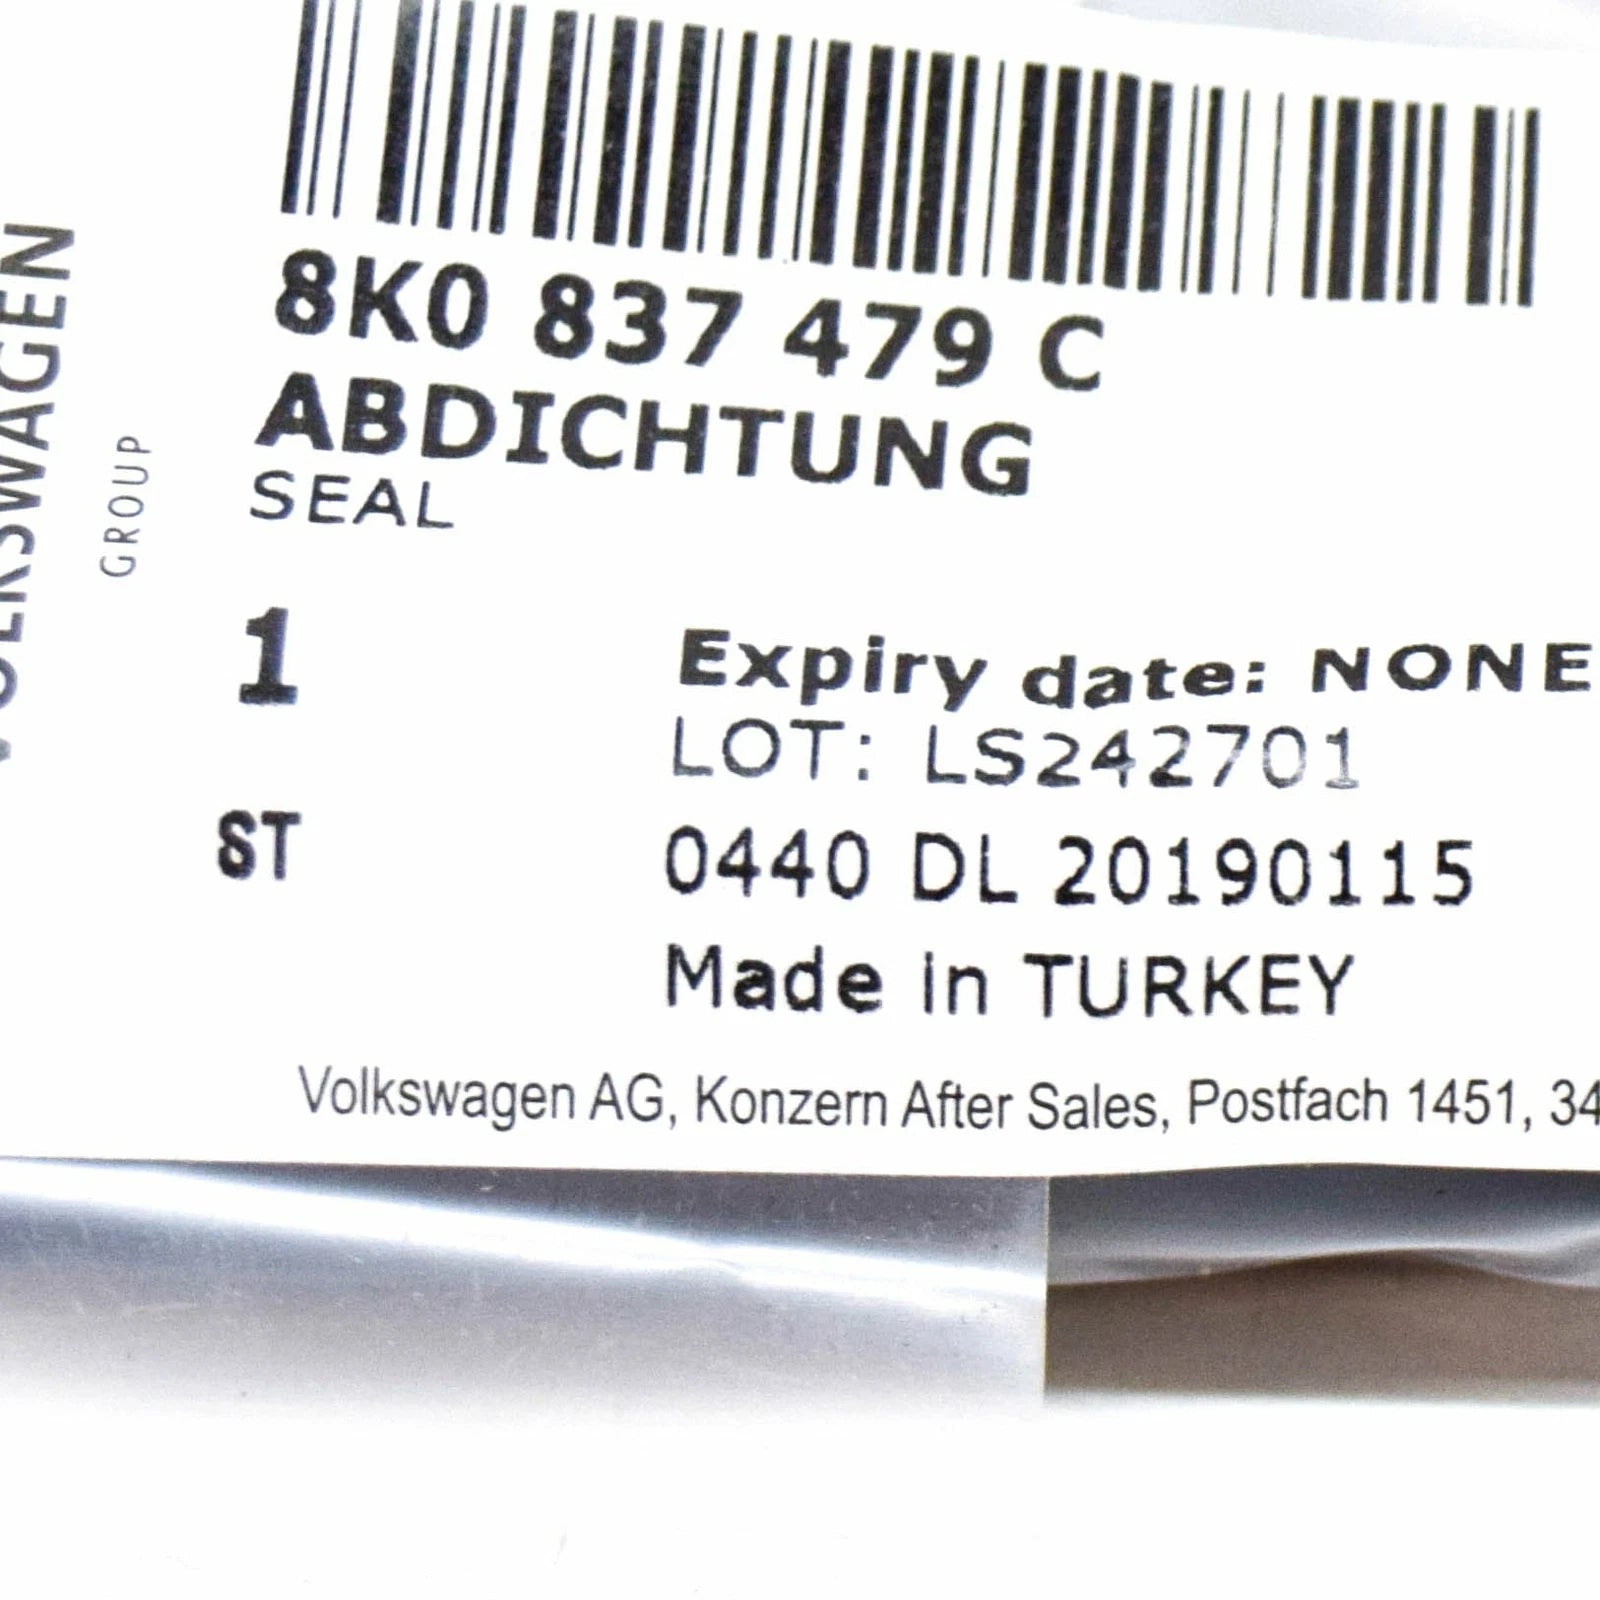 VOLKSWAGEN
GROUP
8K0 837 479 C
ABDICHTUNG
SEAL
1
Expiry date: NONE
LOT: LS242701
ST
0440 DL 20190115
Made in TURKEY
Volkswagen AG, Konzern After Sales, Postfach 1451, 34